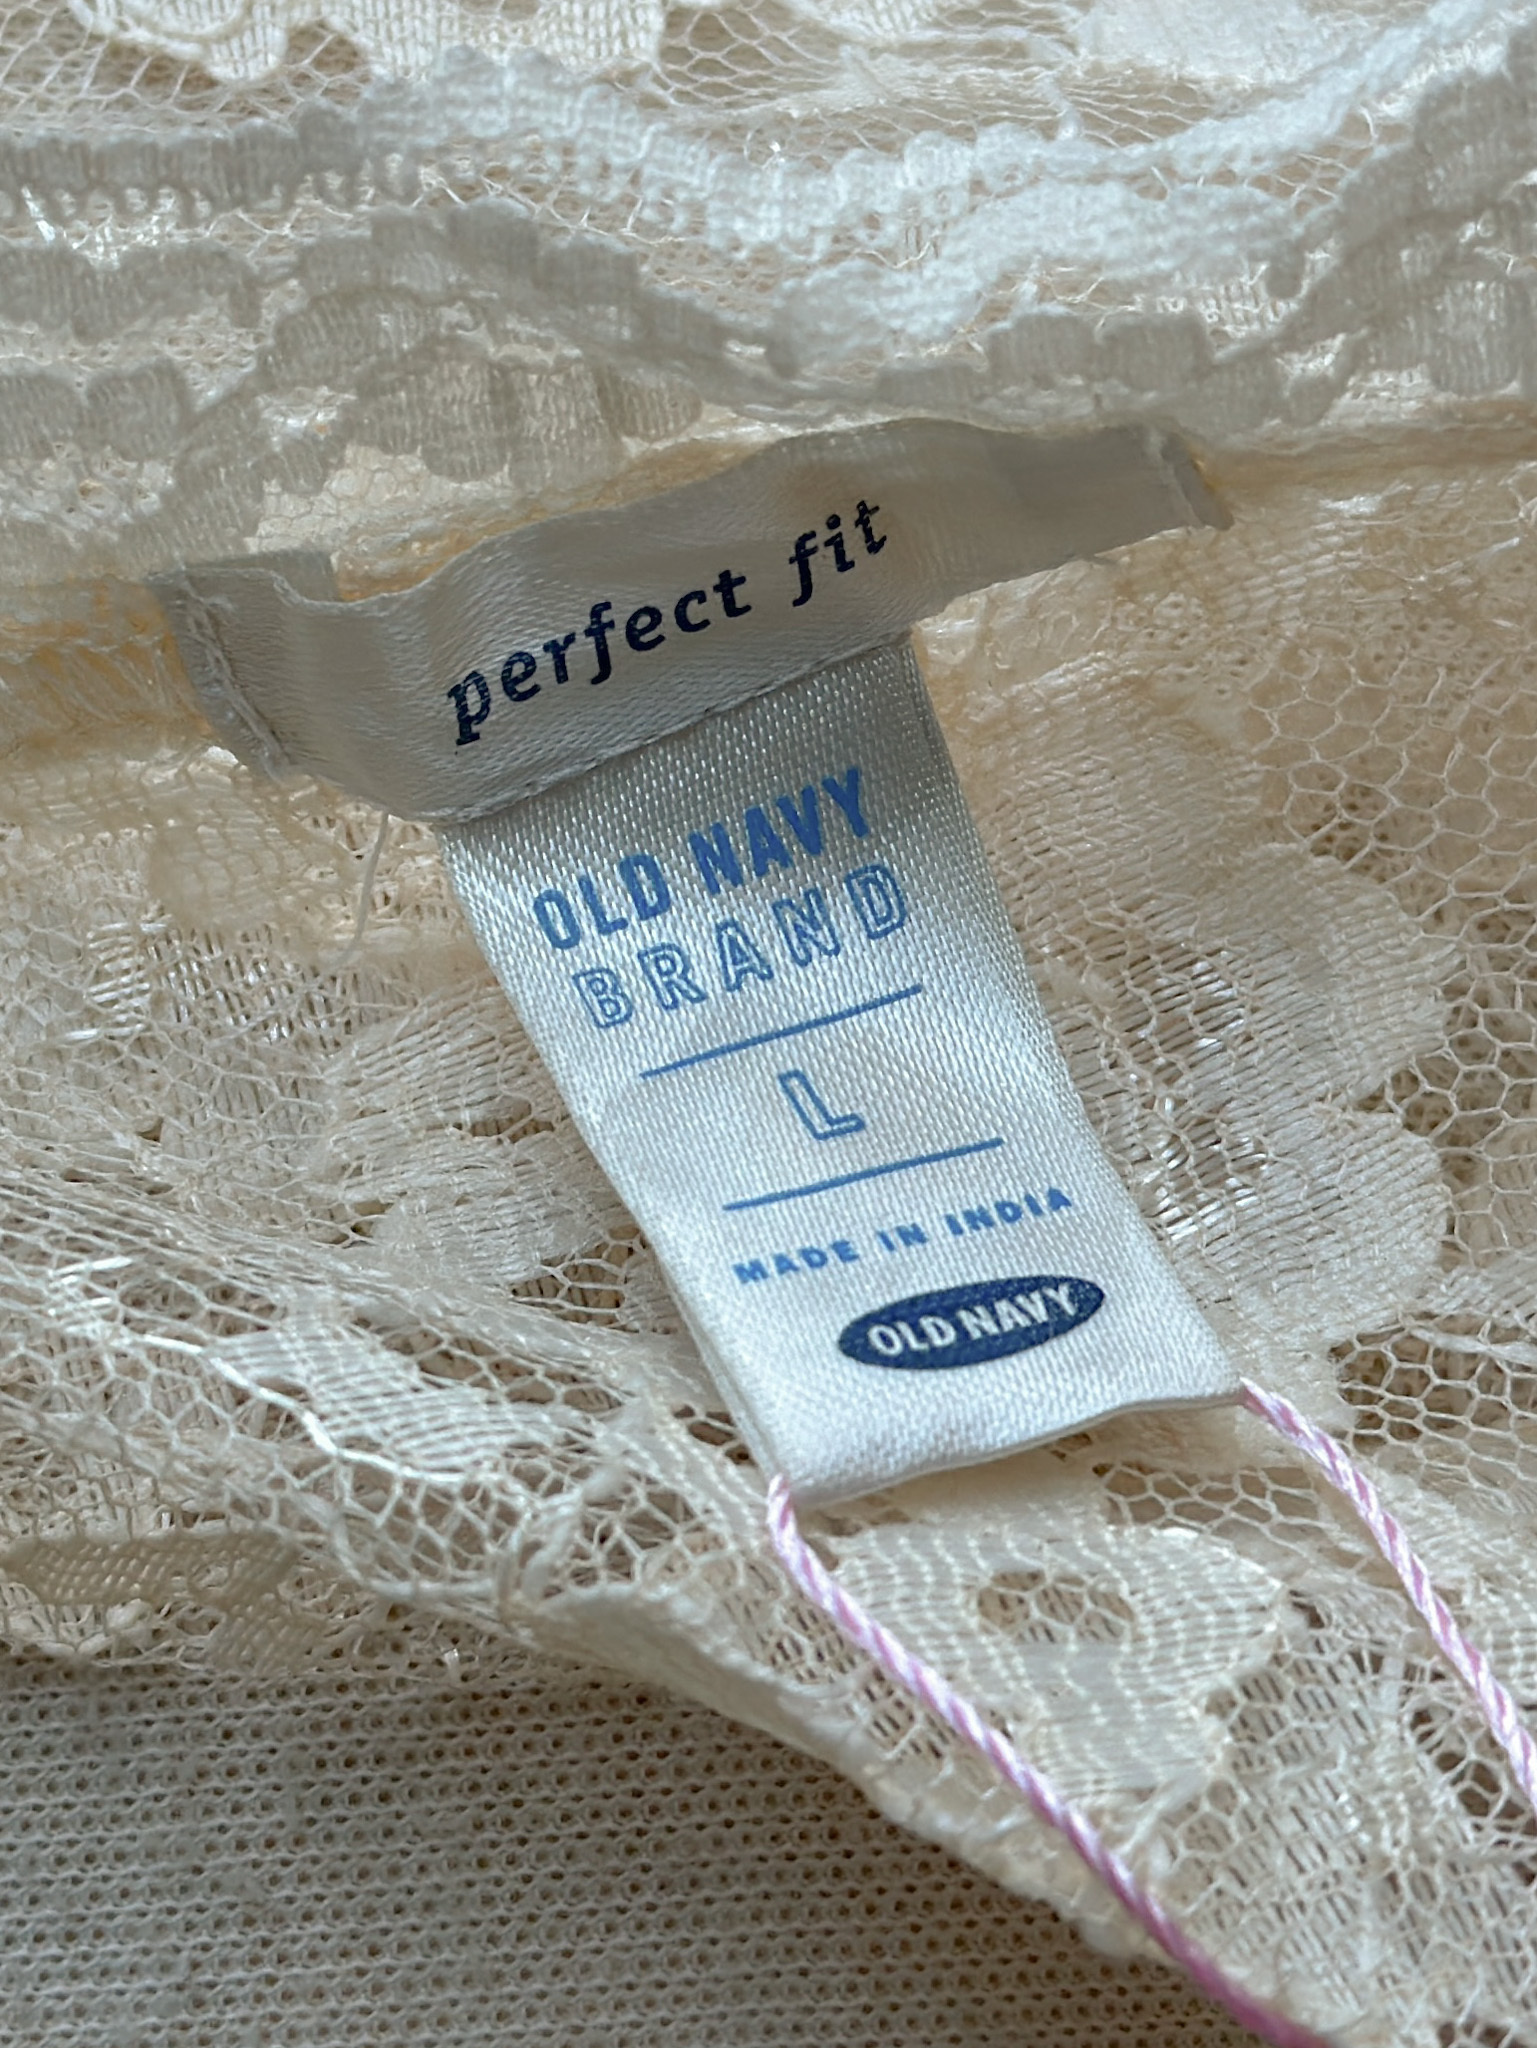 perfect fit
OLD NAVY
BRAND
L
MADE IN INDIA
OLD NAVY